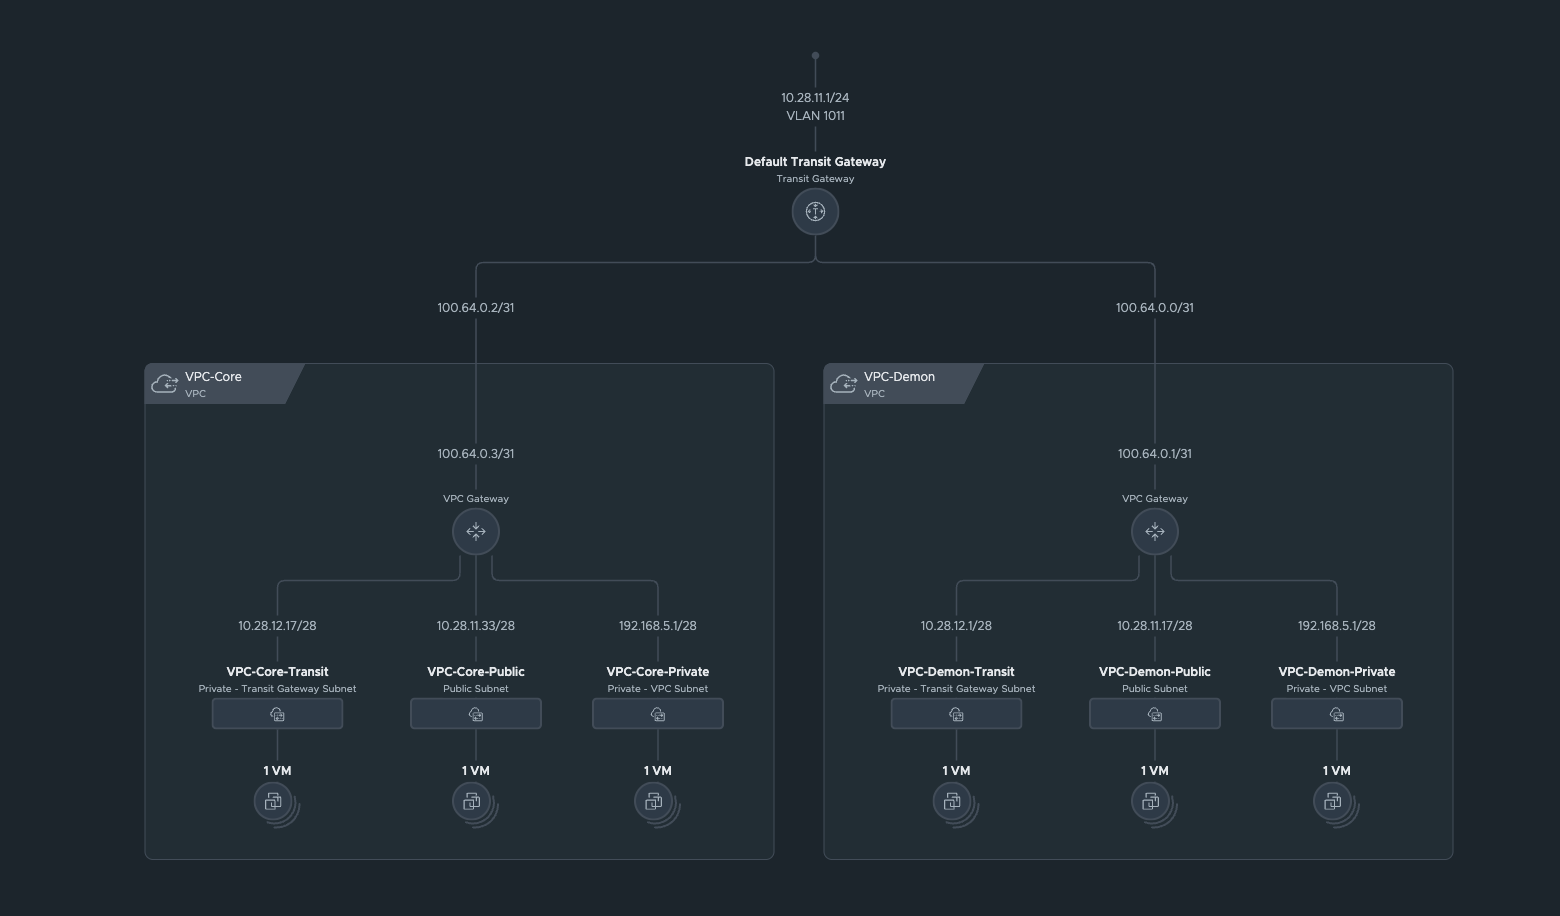 10.28.11.1/24
VLAN 1011
Default Transit Gateway
Transit Gateway
100.64.0.2/31
100.64.0.0/31
VPC-Core
VPC
100.64.0.3/31
VPC Gateway
10.28.12.17/28
10.28.11.33/28
192.168.5.1/28
VPC-Core-Transit
VPC-Core-Public
VPC-Core-Private
Private - Transit Gateway Subnet
Public Subnet
Private - VPC Subnet
1 VM
1 VM
1 VM
VPC-Demon
VPC
100.64.0.1/31
VPC Gateway
10.28.12.1/28
10.28.11.17/28
192.168.5.1/28
VPC-Demon-Transit
VPC-Demon-Public
VPC-Demon-Private
Private - Transit Gateway Subnet
Public Subnet
Private - VPC Subnet
1 VM
1 VM
1 VM